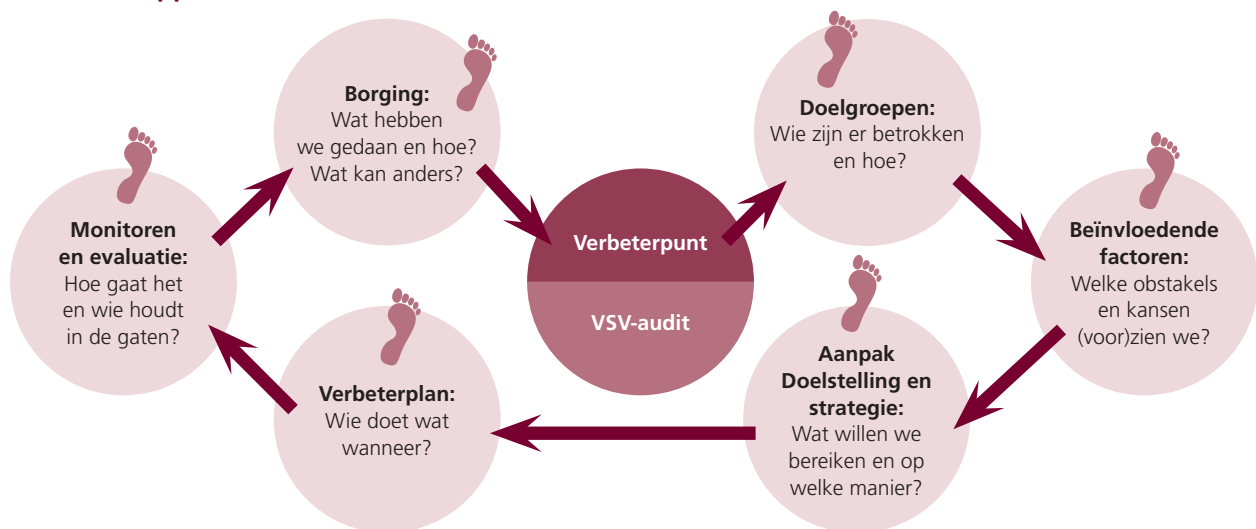 Borging:
Wat hebben
we gedaan en hoe?
Wat kan anders?
Doelgroepen:
Wie zijn er betrokken
en hoe?
Monitoren
en evaluatie:
Hoe gaat het
en wie houdt
in de gaten?
Verbeterpunt
VSV-audit
Beïnvloedende
factoren:
Welke obstakels
en kansen
(voor)zien we?
Verbeterplan:
Wie doet wat
wanneer?
Aanpak
Doelstelling en
strategie:
Wat willen we
bereiken en op
welke manier?